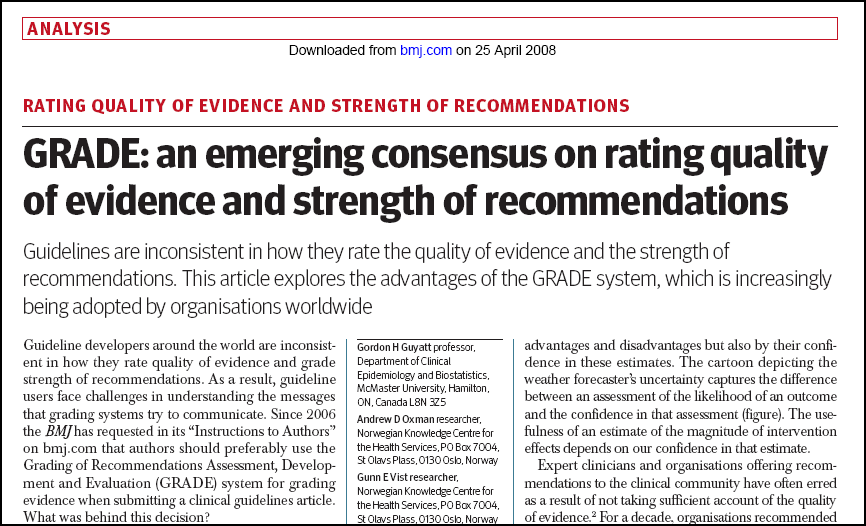 ANALYSIS
Downloaded from bmj.com on 25 April 2008
RATING QUALITY OF EVIDENCE AND STRENGTH OF RECOMMENDATIONS
GRADE: an emerging consensus on rating quality
of evidence and strength of recommendations
Guidelines are inconsistent in how they rate the quality of evidence and the strength of
recommendations. This article explores the advantages of the GRADE system, which is increasingly
being adopted by organisations worldwide
Guideline developers around the world are inconsist-
ent in how they rate quality of evidence and grade
strength of recommendations. As a result, guideline
users face challenges in understanding the messages
that grading systems try to communicate. Since 2006
the BMJ has requested in its “Instructions to Authors”
on bmj.com that authors should preferably use the
Grading of Recommendations Assessment, Develop-
ment and Evaluation (GRADE) system for grading
evidence when submitting a clinical guidelines article.
What was behind this decision?
Gordon H Guyatt professor,
Department of Clinical
Epidemiology and Biostatistics,
McMaster University, Hamilton,
ON, Canada L8N 3Z5
Andrew D Oxman researcher,
Norwegian Knowledge Centre for
the Health Services, PO Box 7004,
St Olavs Plass, 0130 Oslo, Norway
Gunn E Vist researcher,
Norwegian Knowledge Centre for
the Health Services, PO Box 7004,
St Olavs Plass, 0130 Oslo, Norway
advantages and disadvantages but also by their confi-
dence in these estimates. The cartoon depicting the
weather forecaster’s uncertainty captures the difference
between an assessment of the likelihood of an outcome
and the confidence in that assessment (figure). The use-
fulness of an estimate of the magnitude of intervention
effects depends on our confidence in that estimate.
Expert clinicians and organisations offering recom-
mendations to the clinical community have often erred
as a result of not taking sufficient account of the quality
of evidence.² For a decade, organisations recommended